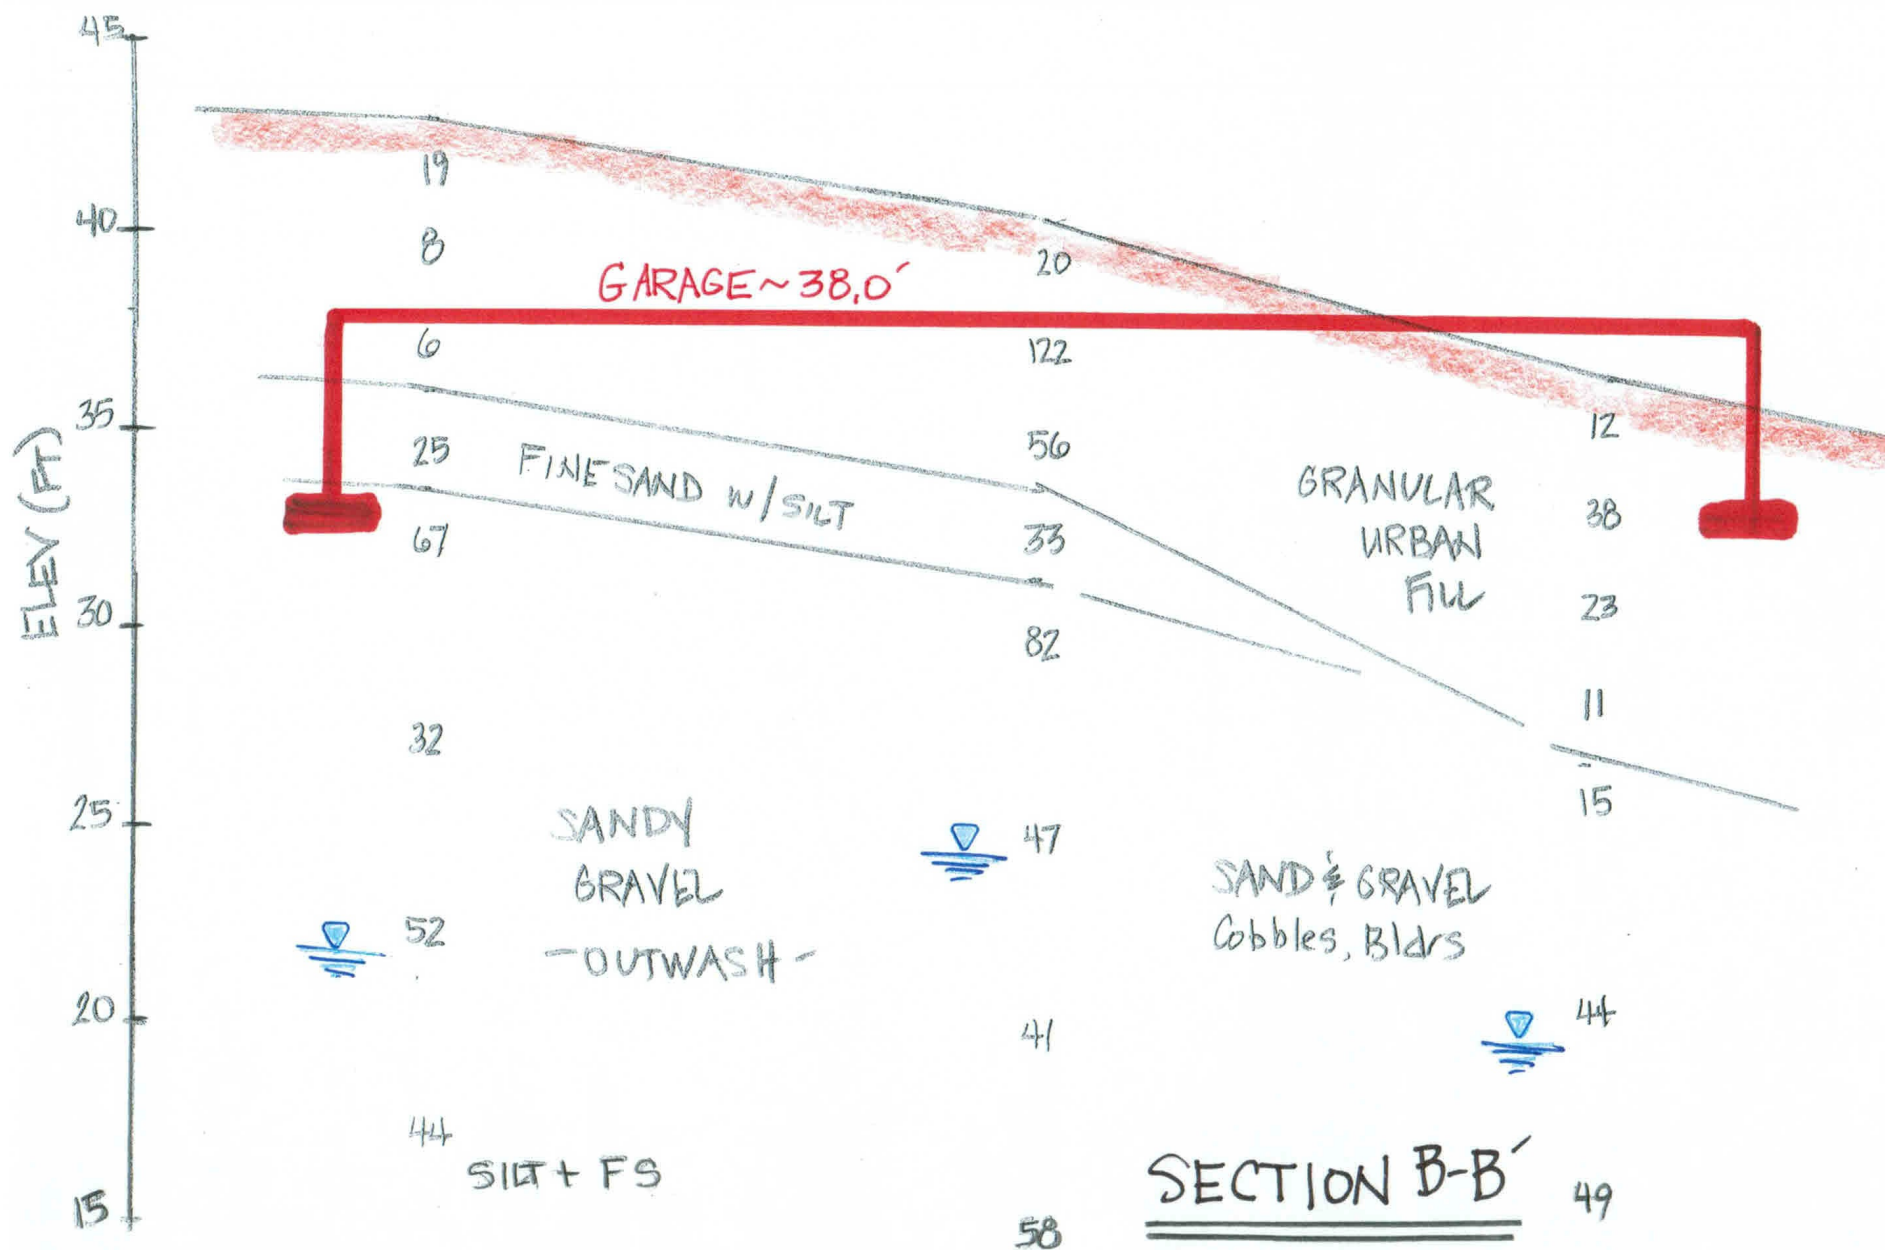 45
19
40
8
20
GARAGE ~ 38.0'
6
122
35
12
25
56
FINE SAND W/ SILT
GRANULAR
URBAN
FILL
38
67
33
ELEV (FT)
30
23
82
11
32
25
15
SANDY
GRAVEL
-OUTWASH-
47
SAND & GRAVEL
Cobbles, Bldrs
52
20
44
41
44
SILT + FS
SECTION B-B'
15
49
58